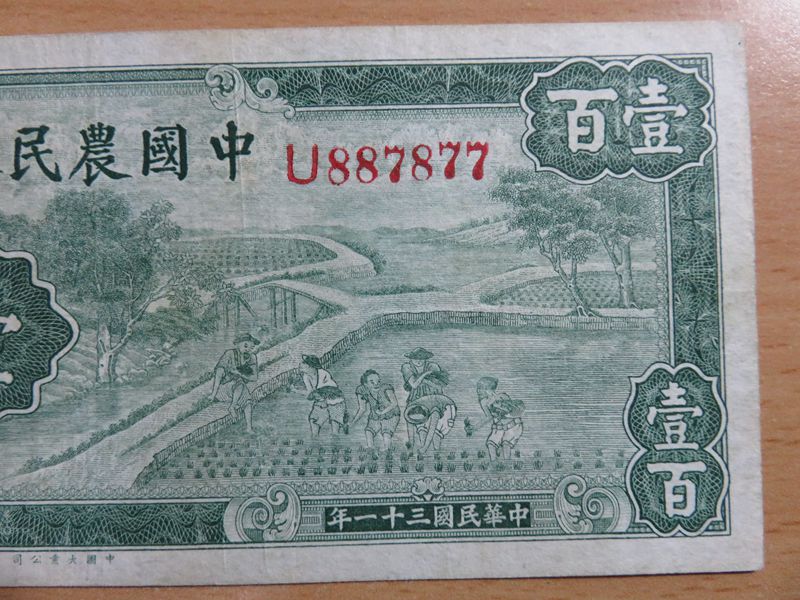 中國農民
U887877
壹百
壹百
中華民國三十一年
中國大業公司